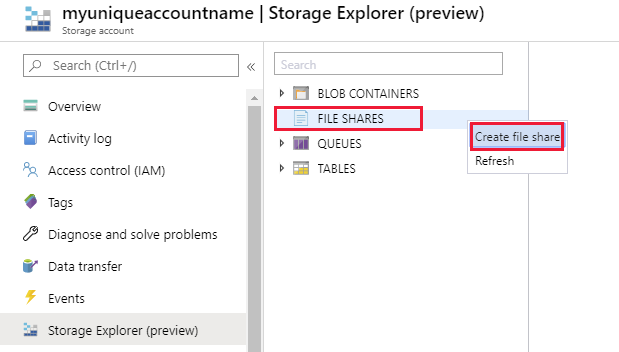 myuniqueaccountname | Storage Explorer (preview)
Storage account
Search (Ctrl+/)
«
Overview
Activity log
Access control (IAM)
Tags
Diagnose and solve problems
Data transfer
Events
Storage Explorer (preview)
Search
BLOB CONTAINERS
FILE SHARES
QUEUES
TABLES
Create file share
Refresh